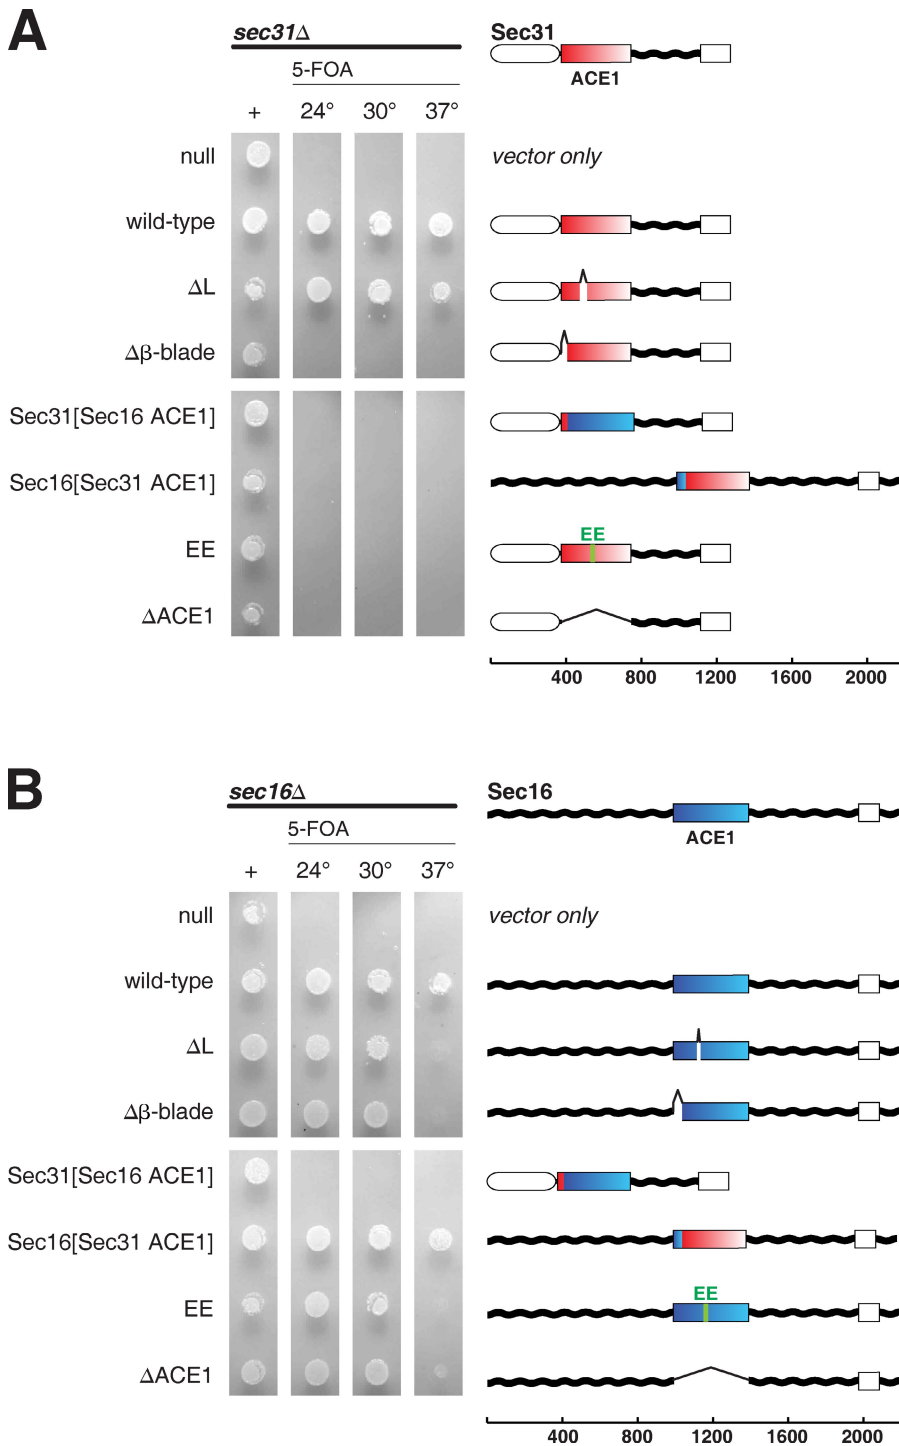 A
sec31Δ
Sec31
5-FOA
ACE1
+ 24° 30° 37°
null
vector only
wild-type
ΔL
Δβ-blade
Sec31[Sec16 ACE1]
Sec16[Sec31 ACE1]
EE
EE
ΔACE1
400 800 1200 1600 2000
B
sec16Δ
Sec16
5-FOA
ACE1
+ 24° 30° 37°
null
vector only
wild-type
ΔL
Δβ-blade
Sec31[Sec16 ACE1]
Sec16[Sec31 ACE1]
EE
EE
ΔACE1
400 800 1200 1600 2000